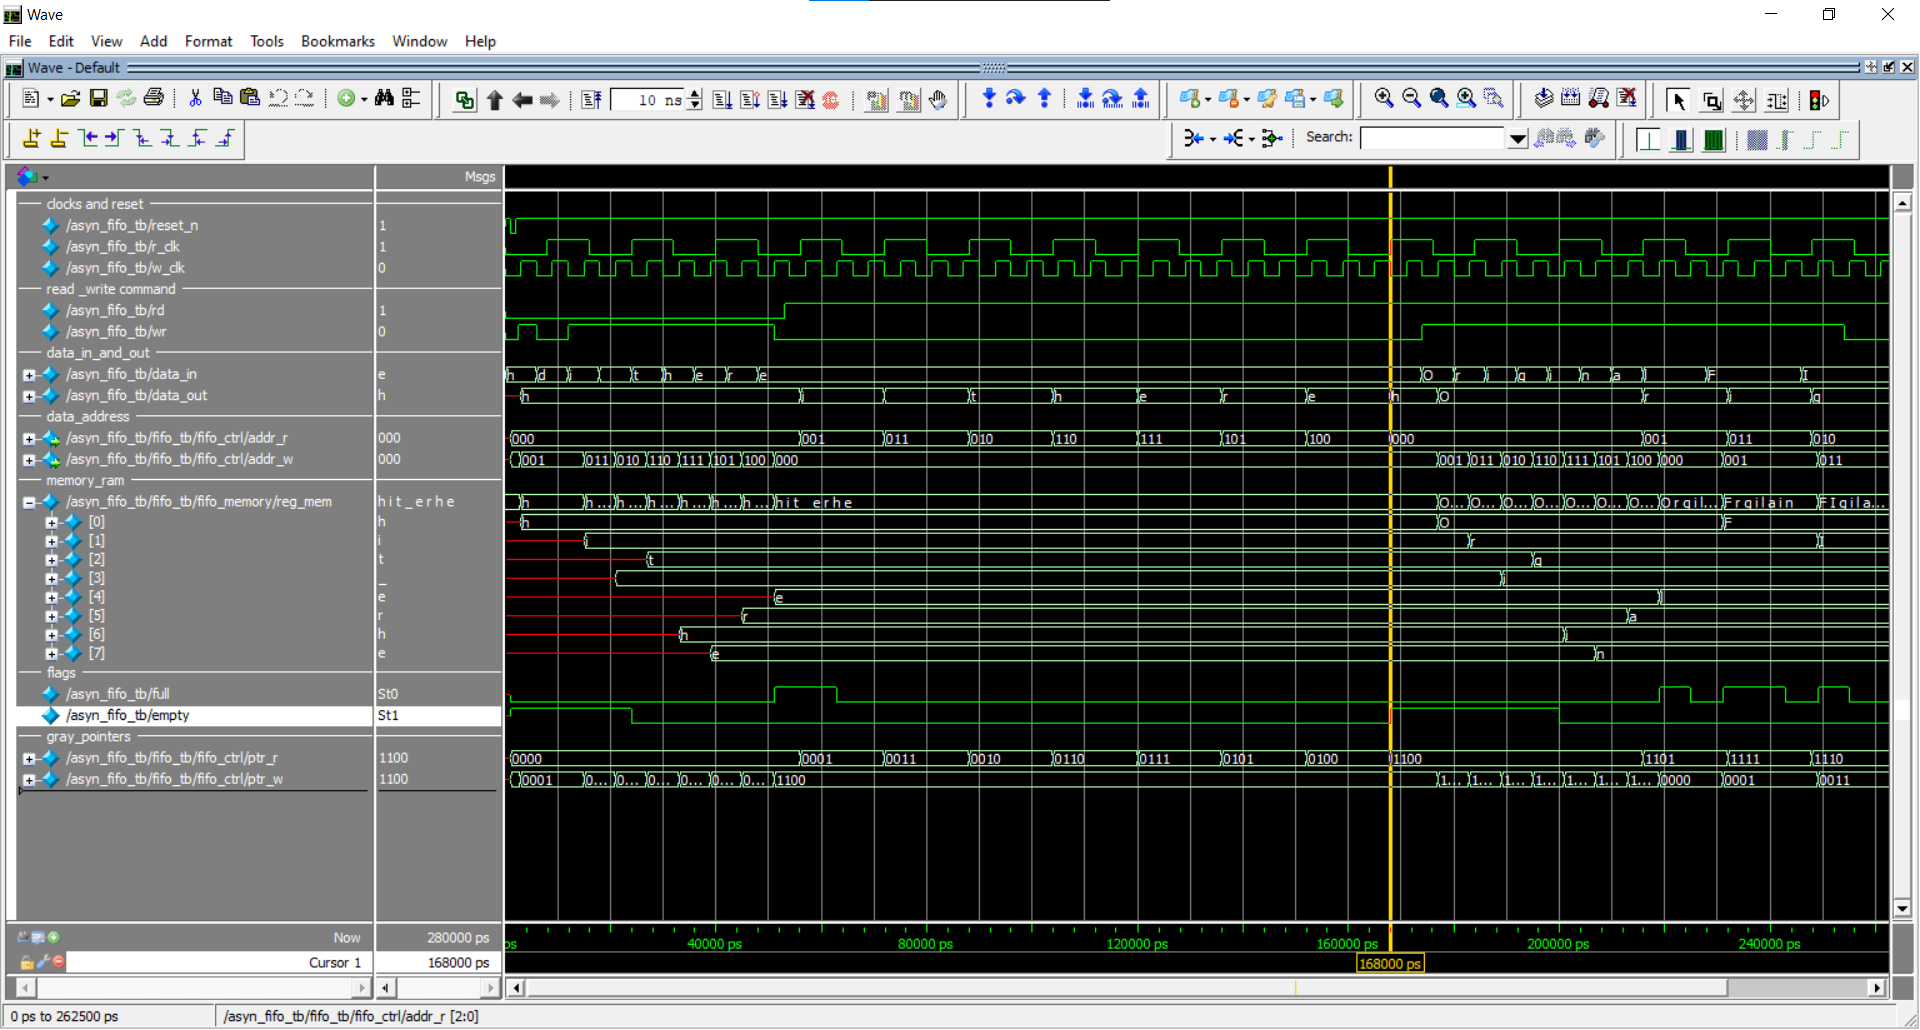 Wave
File Edit View Add Format Tools Bookmarks Window Help
Wave - Default
10 ns
Search:
Msgs
clocks and reset
/asyn_fifo_tb/reset_n 1
/asyn_fifo_tb/r_clk 1
/asyn_fifo_tb/w_clk 0
read _write command
/asyn_fifo_tb/rd 1
/asyn_fifo_tb/wr 0
data_in_and_out
/asyn_fifo_tb/data_in e h d i t h e r e O r i g i n a l F I
/asyn_fifo_tb/data_out h h i t h e r e h O r i g
data_address
/asyn_fifo_tb/fifo_tb/fifo_ctrl/addr_r 000 000 001 011 010 110 111 101 100 000 001 011 010
/asyn_fifo_tb/fifo_tb/fifo_ctrl/addr_w 000 001 011 010 110 111 101 100 000 001 011 010 110 111 101 100 000 001 011
memory_ram
/asyn_fifo_tb/fifo_tb/fifo_memory/reg_mem hit_erhe h h... h... h... h... h... h... hit erhe O... O... O... O... O... O... O... Orgil... Frgilain FIgila...
[0] h h O F
[1] i i r I
[2] t t g
[3] _ i
[4] e e l
[5] r r a
[6] h h i
[7] e e n
flags
/asyn_fifo_tb/full St0
/asyn_fifo_tb/empty St1
gray_pointers
/asyn_fifo_tb/fifo_tb/fifo_ctrl/ptr_r 1100 0000 0001 0011 0010 0110 0111 0101 0100 1100 1101 1111 1110
/asyn_fifo_tb/fifo_tb/fifo_ctrl/ptr_w 1100 0001 0... 0... 0... 0... 0... 0... 1100 1... 1... 1... 1... 1... 1... 1... 0000 0001 0011
Now 280000 ps ps 40000 ps 80000 ps 120000 ps 160000 ps 200000 ps 240000 ps
Cursor 1 168000 ps 168000 ps
0 ps to 262500 ps /asyn_fifo_tb/fifo_tb/fifo_ctrl/addr_r [2:0]